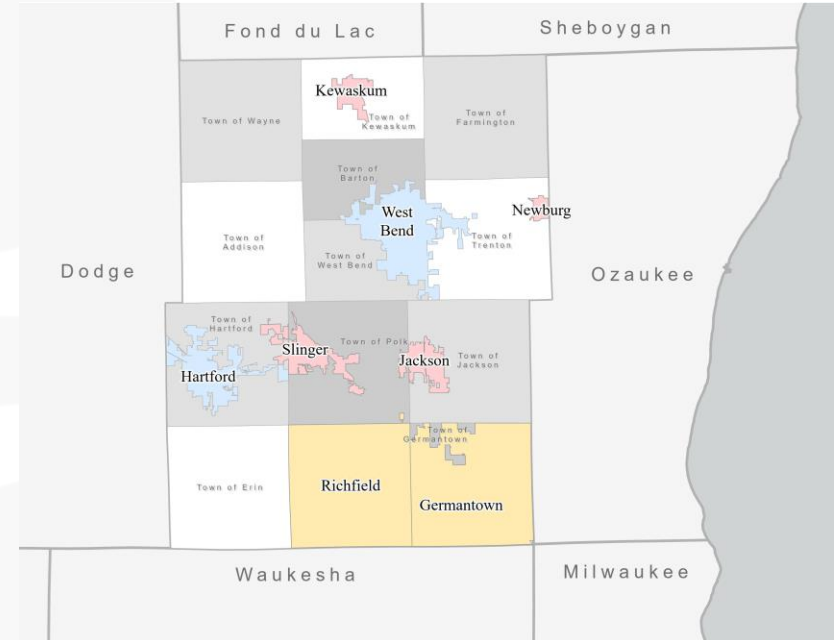 Fond du Lac
Sheboygan
Kewaskum
Town of Wayne
Town of
Kewaskum
Town of
Farmington
Town of
Barton
West
Bend
Newburg
Town of
Addison
Town of
West Bend
Town of
Trenton
Dodge
Ozaukee
Town of
Hartford
Slinger
Town of Polk
Jackson
Town of
Jackson
Hartford
Town of
Germantown
Town of Erin
Richfield
Germantown
Waukesha
Milwaukee